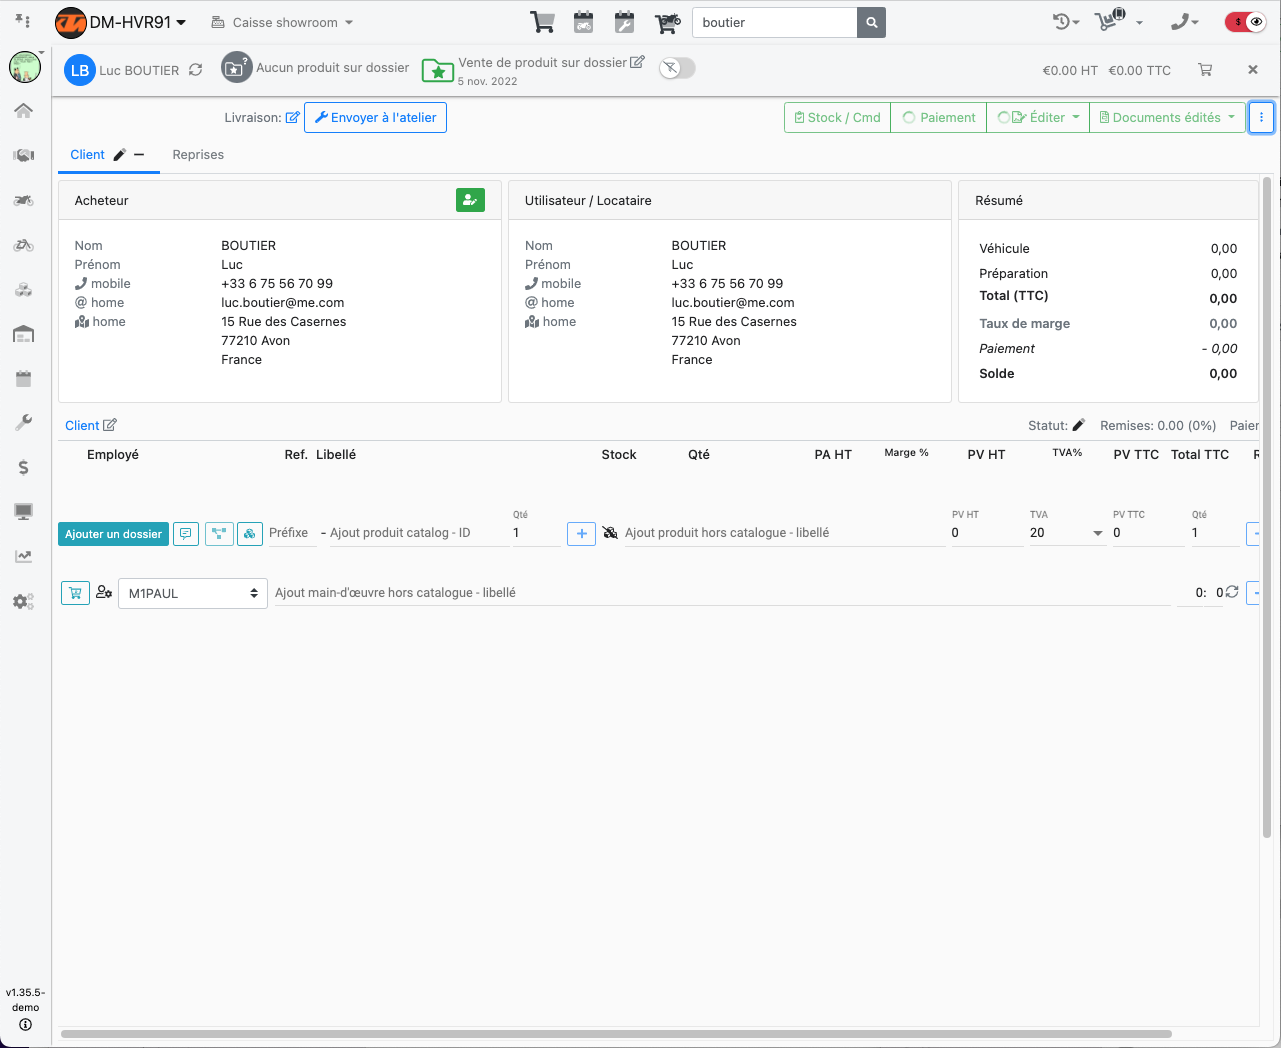 DM-HVR91
Caisse showroom
boutier
$
LB
Luc BOUTIER
Aucun produit sur dossier
Vente de produit sur dossier
5 nov. 2022
€0.00 HT €0.00 TTC
Livraison:
Envoyer à l'atelier
Stock / Cmd
Paiement
Éditer
Documents édités
Client
Reprises
Acheteur
Nom BOUTIER
Prénom Luc
mobile +33 6 75 56 70 99
@ home luc.boutier@me.com
home 15 Rue des Casernes
77210 Avon
France
Utilisateur / Locataire
Nom BOUTIER
Prénom Luc
mobile +33 6 75 56 70 99
@ home luc.boutier@me.com
home 15 Rue des Casernes
77210 Avon
France
Résumé
Véhicule 0,00
Préparation 0,00
Total (TTC) 0,00
Taux de marge 0,00
Paiement - 0,00
Solde 0,00
Client
Statut: Remises: 0.00 (0%) Paier
Employé Ref. Libellé Stock Qté PA HT Marge % PV HT TVA% PV TTC Total TTC R
Qté PV HT TVA PV TTC Qté
Ajouter un dossier Préfixe - Ajout produit catalog - ID 1 + Ajout produit hors catalogue - libellé 0 20 0 1
M1PAUL Ajout main-d'œuvre hors catalogue - libellé 0: 0
v1.35.5-
demo